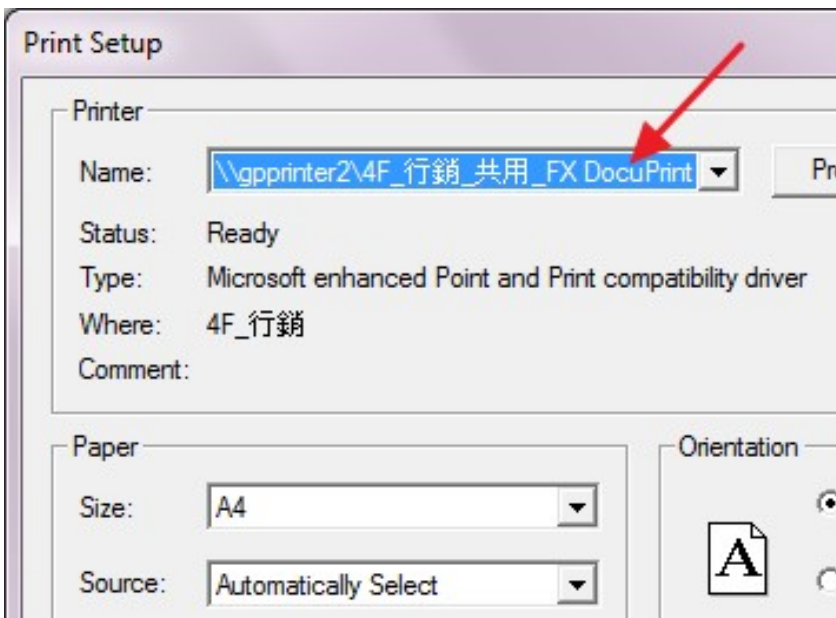 Print Setup
Printer
Name: \\gpprinter2\4F_行銷_共用_FX DocuPrint
Status: Ready
Type: Microsoft enhanced Point and Print compatibility driver
Where: 4F_行銷
Comment:
Paper
Orientation
Size: A4
A
Source: Automatically Select